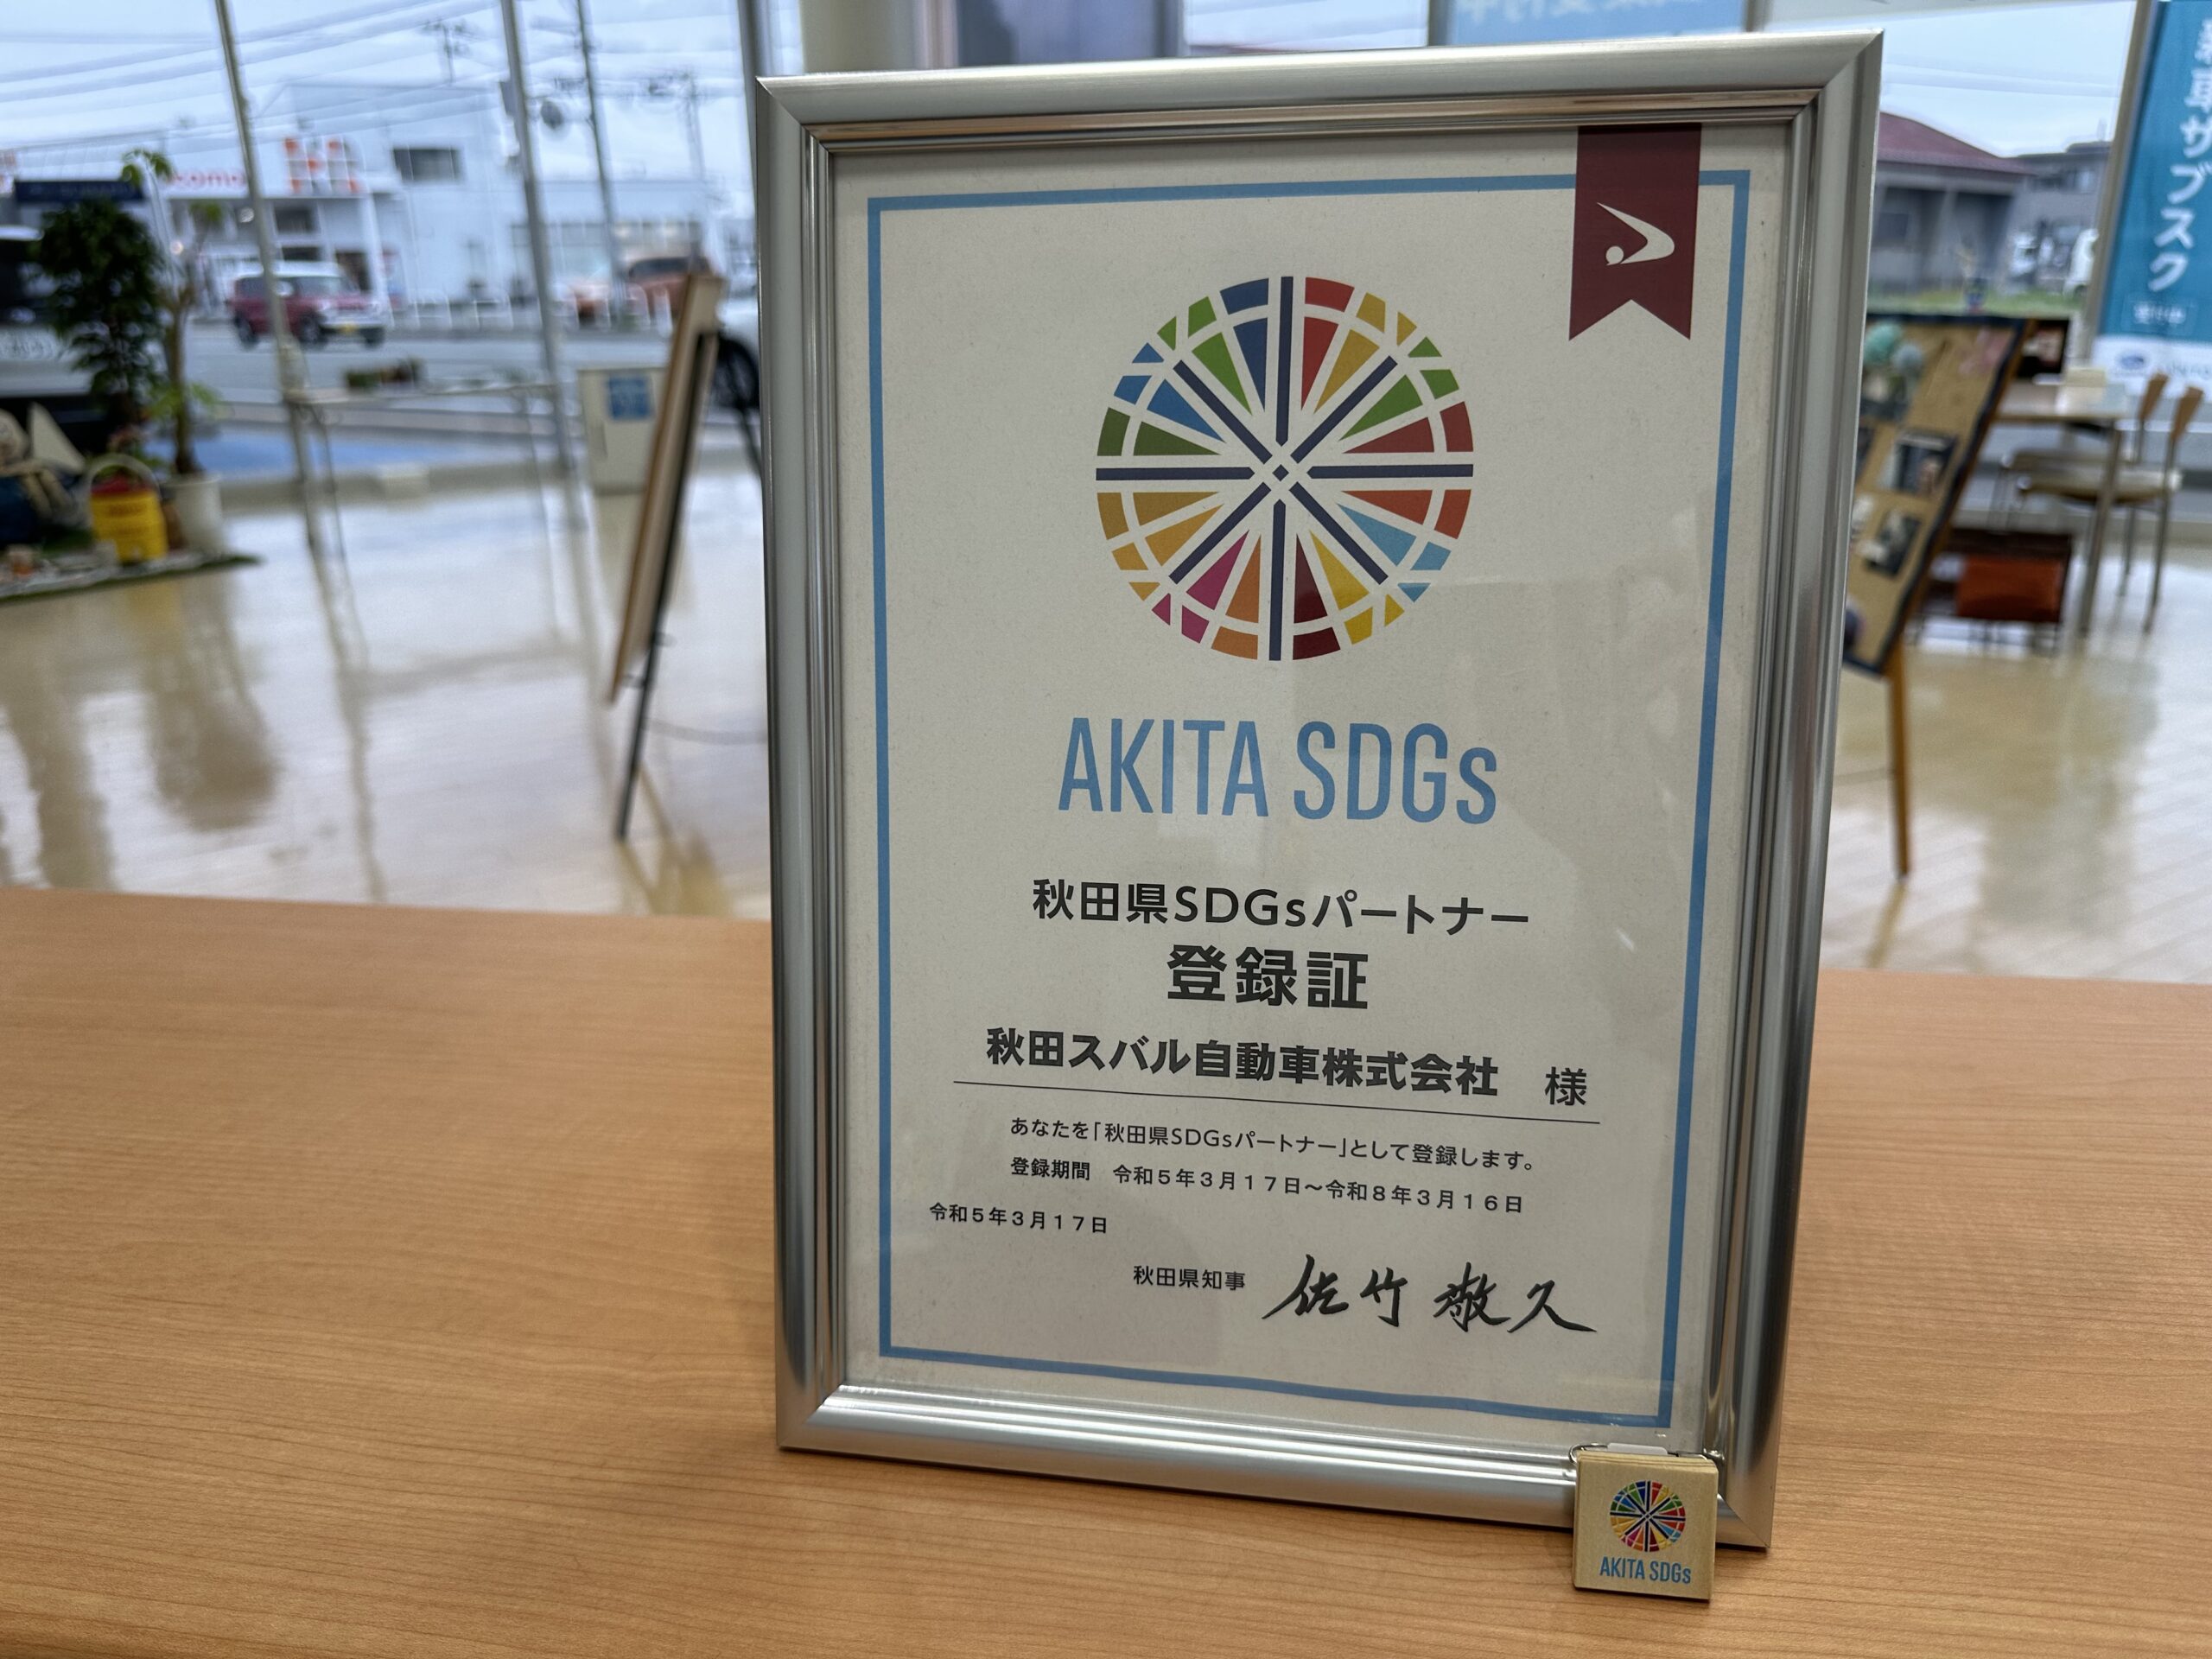 AKITA SDGs
秋田県SDGsパートナー
登録証
秋田スバル自動車株式会社 様
あなたを「秋田県SDGsパートナー」として登録します。
登録期間 令和5年3月17日～令和8年3月16日
令和5年3月17日
秋田県知事 佐竹 敬久
AKITA SDGs
サブスク